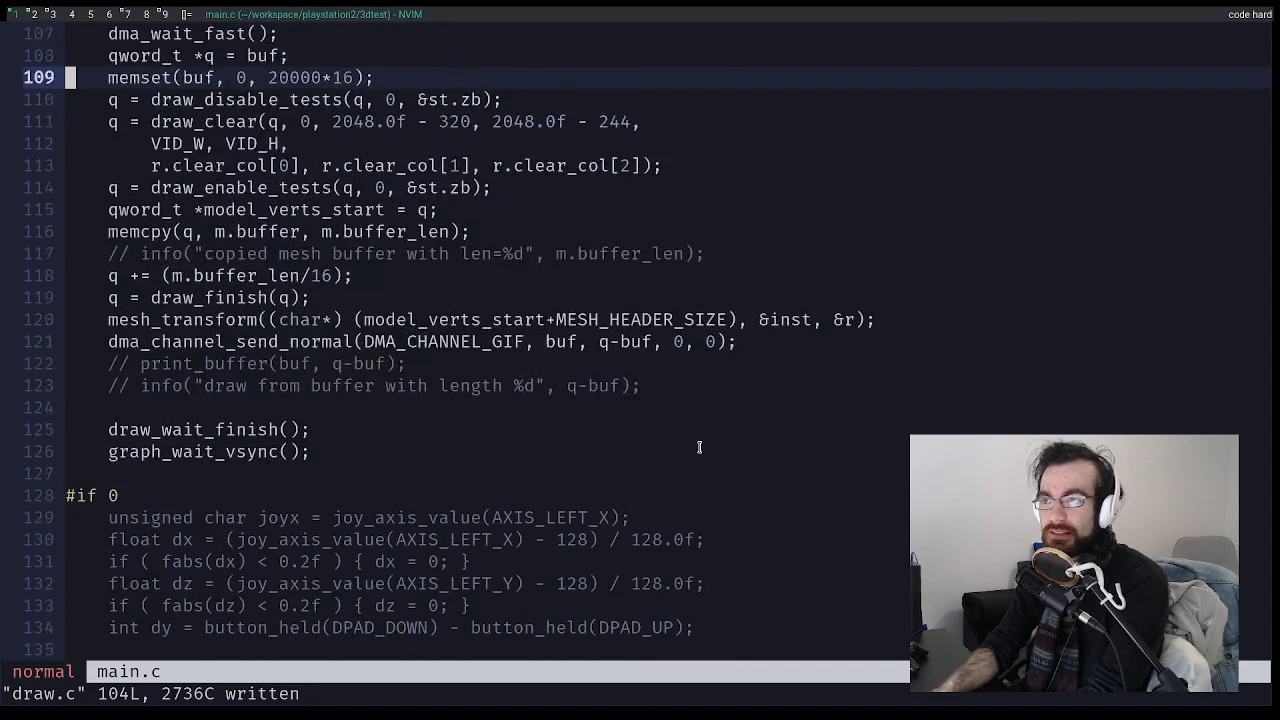 1 2 3 4 5 6 7 8 9 []= main.c (~/workspace/playstation2/3dtest) - NVIM code hard
107 dma_wait_fast();
108 qword_t *q = buf;
109 memset(buf, 0, 20000*16);
110 q = draw_disable_tests(q, 0, &st.zb);
111 q = draw_clear(q, 0, 2048.0f - 320, 2048.0f - 244,
112 VID_W, VID_H,
113 r.clear_col[0], r.clear_col[1], r.clear_col[2]);
114 q = draw_enable_tests(q, 0, &st.zb);
115 qword_t *model_verts_start = q;
116 memcpy(q, m.buffer, m.buffer_len);
117 // info("copied mesh buffer with len=%d", m.buffer_len);
118 q += (m.buffer_len/16);
119 q = draw_finish(q);
120 mesh_transform((char*) (model_verts_start+MESH_HEADER_SIZE), &inst, &r);
121 dma_channel_send_normal(DMA_CHANNEL_GIF, buf, q-buf, 0, 0);
122 // print_buffer(buf, q-buf);
123 // info("draw from buffer with length %d", q-buf);
124
125 draw_wait_finish();
126 graph_wait_vsync();
127
128 #if 0
129 unsigned char joyx = joy_axis_value(AXIS_LEFT_X);
130 float dx = (joy_axis_value(AXIS_LEFT_X) - 128) / 128.0f;
131 if ( fabs(dx) < 0.2f ) { dx = 0; }
132 float dz = (joy_axis_value(AXIS_LEFT_Y) - 128) / 128.0f;
133 if ( fabs(dz) < 0.2f ) { dz = 0; }
134 int dy = button_held(DPAD_DOWN) - button_held(DPAD_UP);
135
normal main.c
"draw.c" 104L, 2736C written